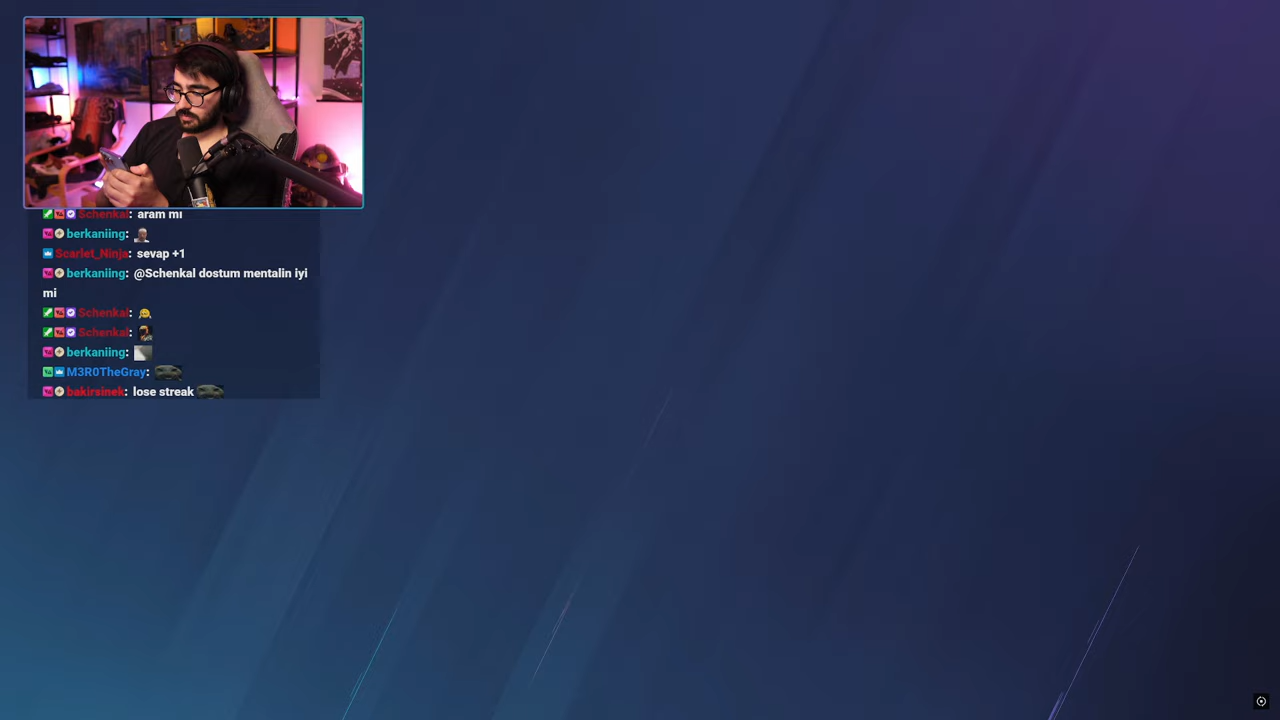 Schenkal: aram mi
berkaniing:
Scarlet_Ninja: sevap +1
berkaniing: @Schenkal dostum mentalin iyi
mi
Schenkal:
Schenkal:
berkaniing:
M3R0TheGray:
bakirsinek: lose streak